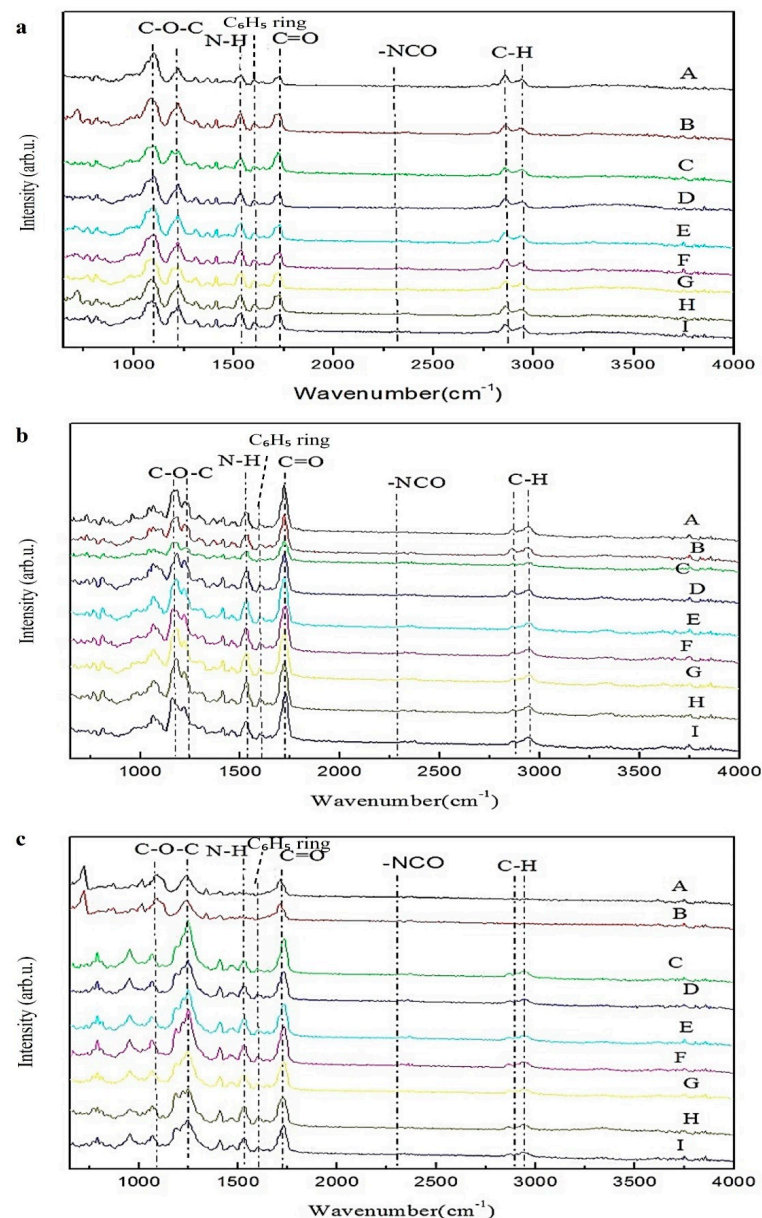 a
C-O-C N-H C₆H₅ ring C=O -NCO C-H
A
B
C
D
E
F
G
H
I
Intensity (arb.u.)
1000 1500 2000 2500 3000 3500 4000
Wavenumber(cm⁻¹)
b
C-O-C N-H C₆H₅ ring C=O -NCO C-H
A
B
C
D
E
F
G
H
I
Intensity (arb.u.)
1000 1500 2000 2500 3000 3500 4000
Wavenumber(cm⁻¹)
c
C-O-C N-H C₆H₅ ring C=O -NCO C-H
A
B
C
D
E
F
G
H
I
Intensity (arb.u.)
1000 1500 2000 2500 3000 3500 4000
Wavenumber(cm⁻¹)